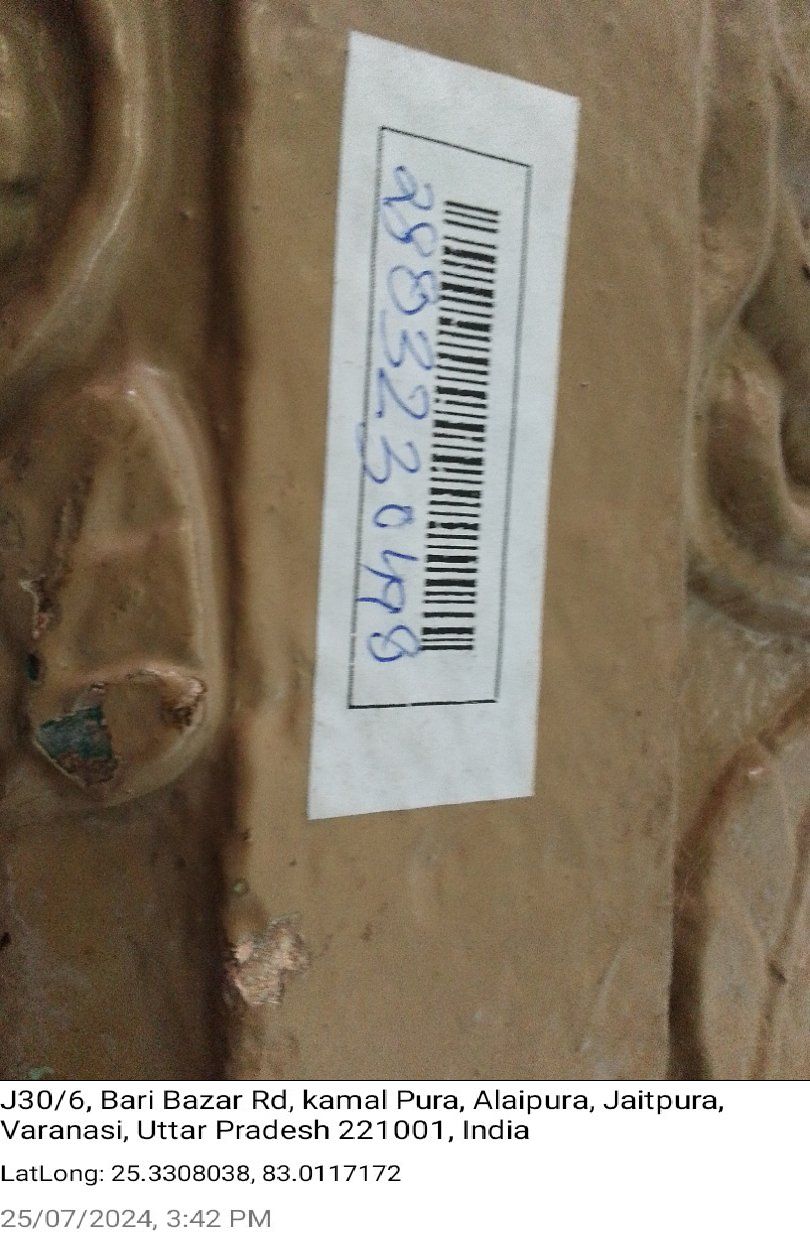 2883230498
J30/6, Bari Bazar Rd, kamal Pura, Alaipura, Jaitpura,
Varanasi, Uttar Pradesh 221001, India
LatLong: 25.3308038, 83.0117172
25/07/2024, 3:42 PM